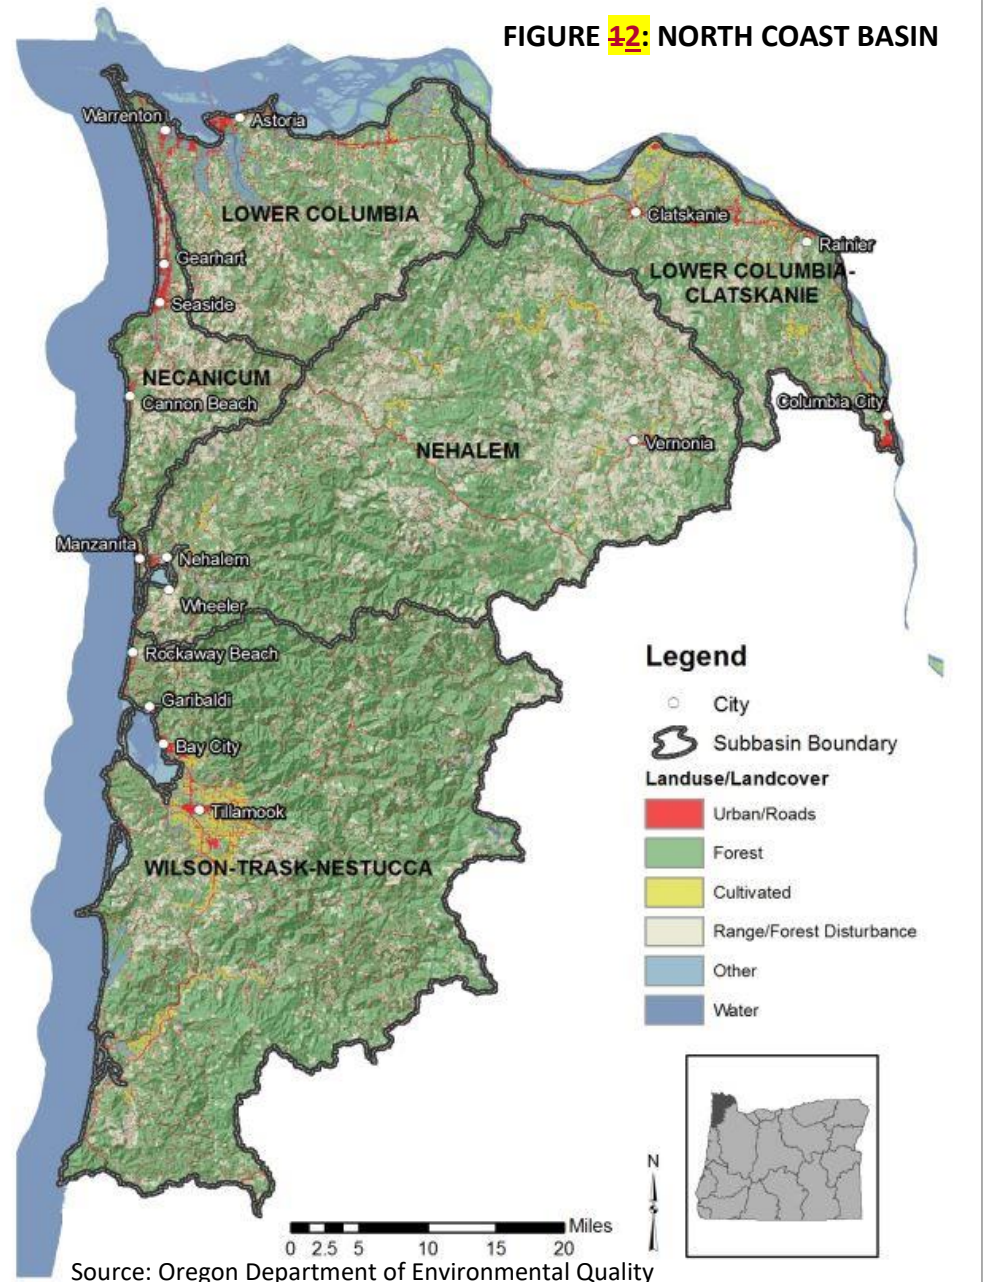 FIGURE 12: NORTH COAST BASIN
Warrenton
Astoria
LOWER COLUMBIA
Clatskanie
Rainier
Gearhart
LOWER COLUMBIA-
CLATSKANIE
Seaside
NECANICUM
Cannon Beach
Columbia City
NEHALEM
Vernonia
Manzanita
Nehalem
Wheeler
Rockaway Beach
Garibaldi
Bay City
Tillamook
WILSON-TRASK-NESTUCCA
Legend
City
Subbasin Boundary
Landuse/Landcover
Urban/Roads
Forest
Cultivated
Range/Forest Disturbance
Other
Water
N
Miles
0 2.5 5 10 15 20
Source: Oregon Department of Environmental Quality